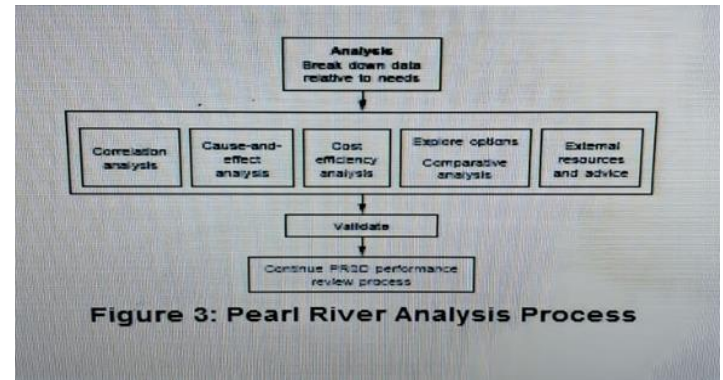 Analysis
Break down data
relative to needs
Correlation
analysis
Cause-and-
effect
analysis
Cost
efficiency
analysis
Explore options
Comparative
analysis
External
resources
and advice
Validate
Continue PRSD performance
review process
Figure 3: Pearl River Analysis Process